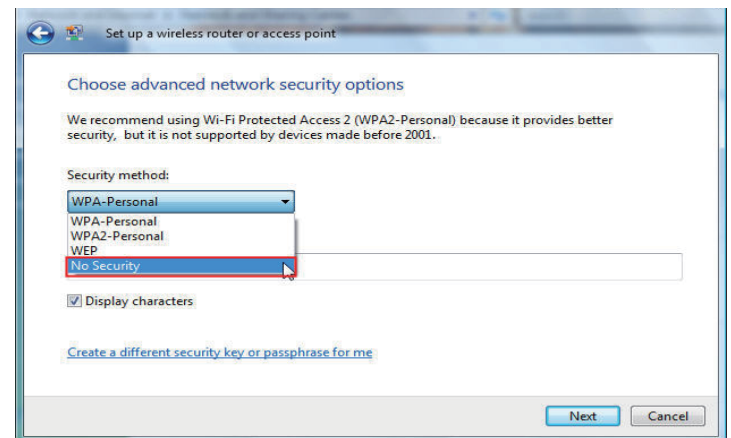 Set up a wireless router or access point
Choose advanced network security options
We recommend using Wi-Fi Protected Access 2 (WPA2-Personal) because it provides better
security, but it is not supported by devices made before 2001.
Security method:
WPA-Personal
WPA-Personal
WPA2-Personal
WEP
No Security
Display characters
Create a different security key or passphrase for me
Next
Cancel